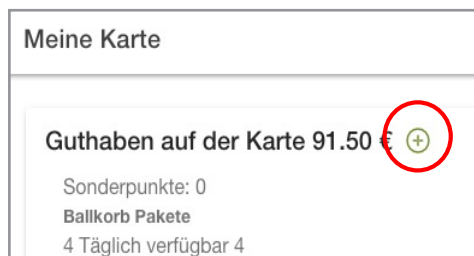 Meine Karte
Guthaben auf der Karte 91.50 €
Sonderpunkte: 0
Ballkorb Pakete
4 Täglich verfügbar 4